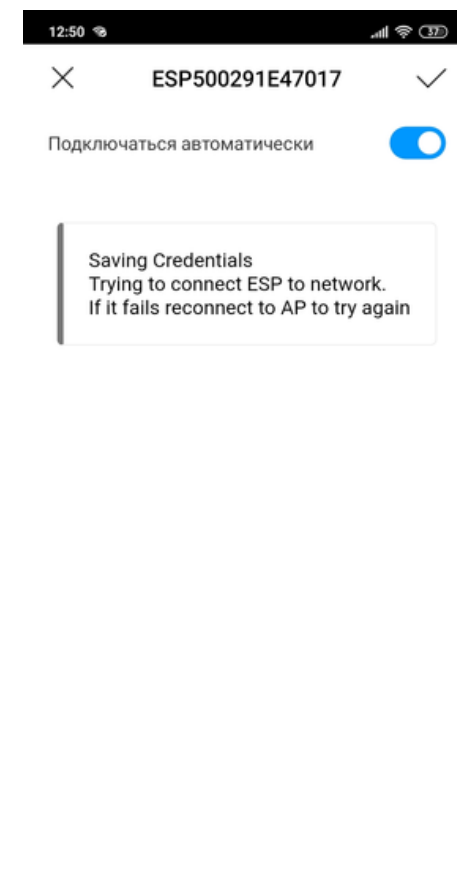 12:50
37
ESP500291E47017
Подключаться автоматически
Saving Credentials
Trying to connect ESP to network.
If it fails reconnect to AP to try again